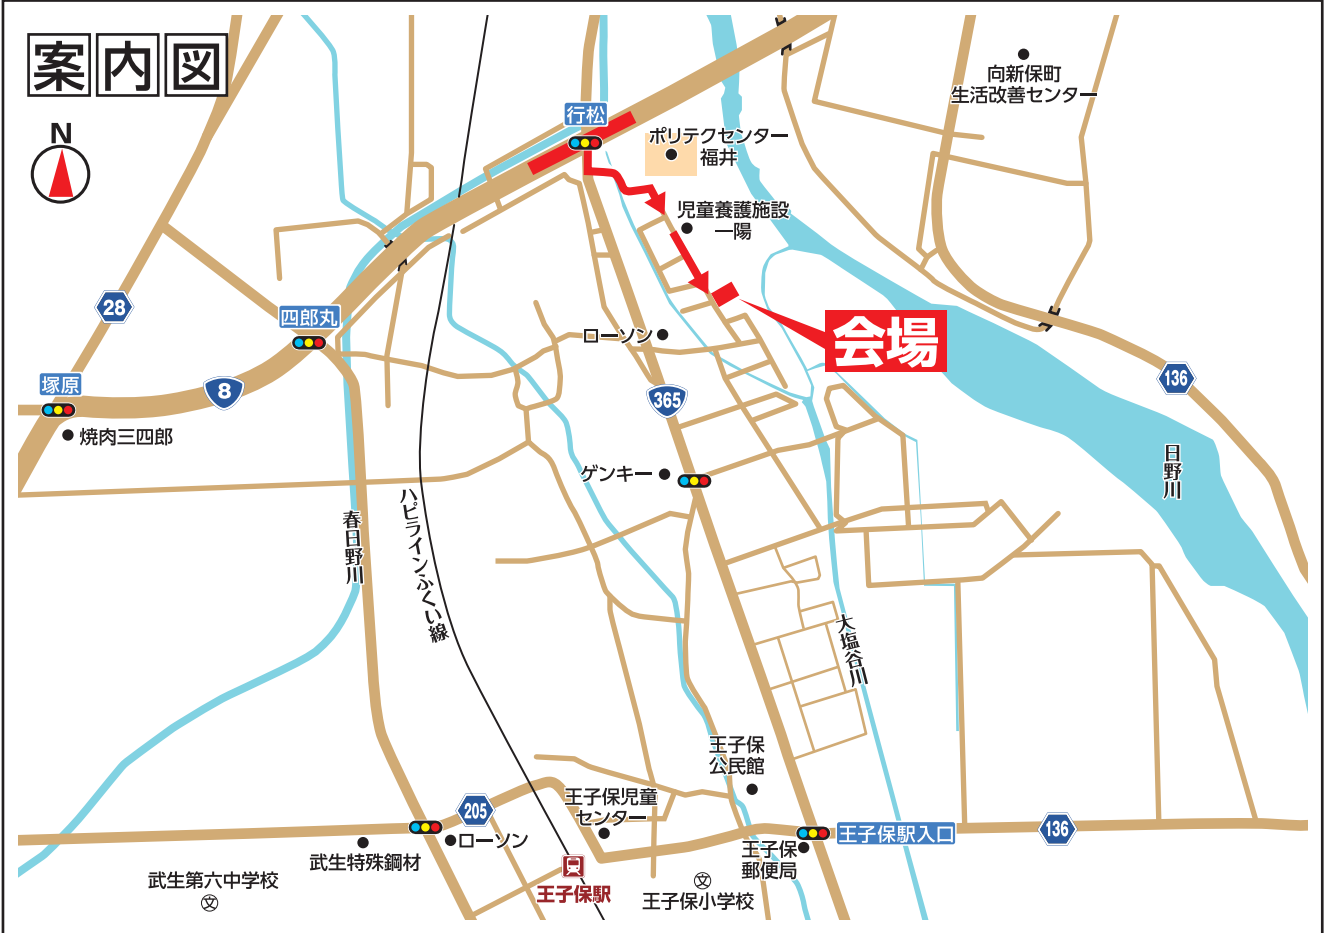 案内図
N
向新保町
生活改善センター
行松
ポリテクセンター
福井
児童養護施設
一陽
28
四郎丸
ローソン
会場
塚原
8
136
365
焼肉三四郎
日野川
ゲンキー
春日野川
ハピラインふくい線
大塩谷川
王子保
公民館
王子保児童
センター
205
ローソン
王子保駅入口
136
武生特殊鋼材
王子保
郵便局
武生第六中学校
文
王子保駅
文
王子保小学校